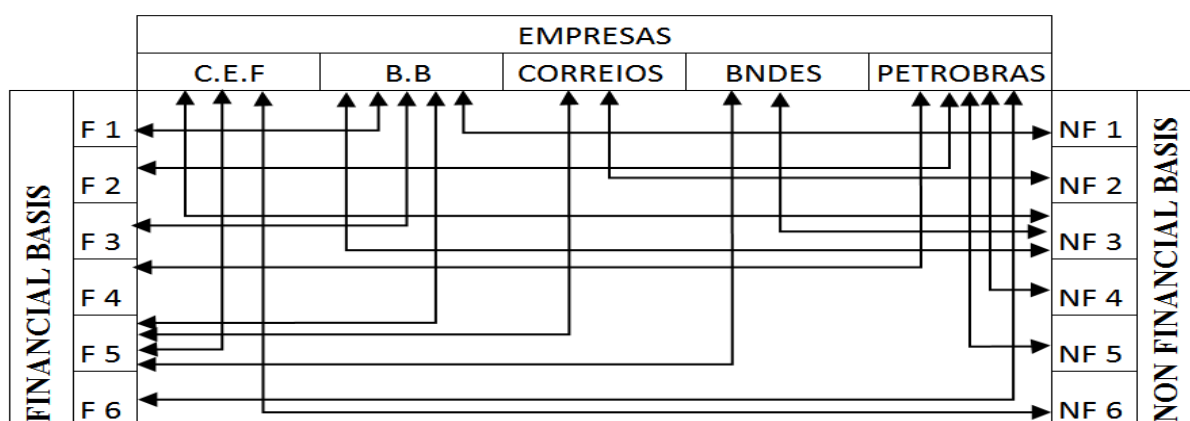 EMPRESAS
C.E.F B.B CORREIOS BNDES PETROBRAS
F 1 NF 1
F 2 NF 2
F 3 NF 3
F 4 NF 4
F 5 NF 5
F 6 NF 6
FINANCIAL BASIS
NON FINANCIAL BASIS